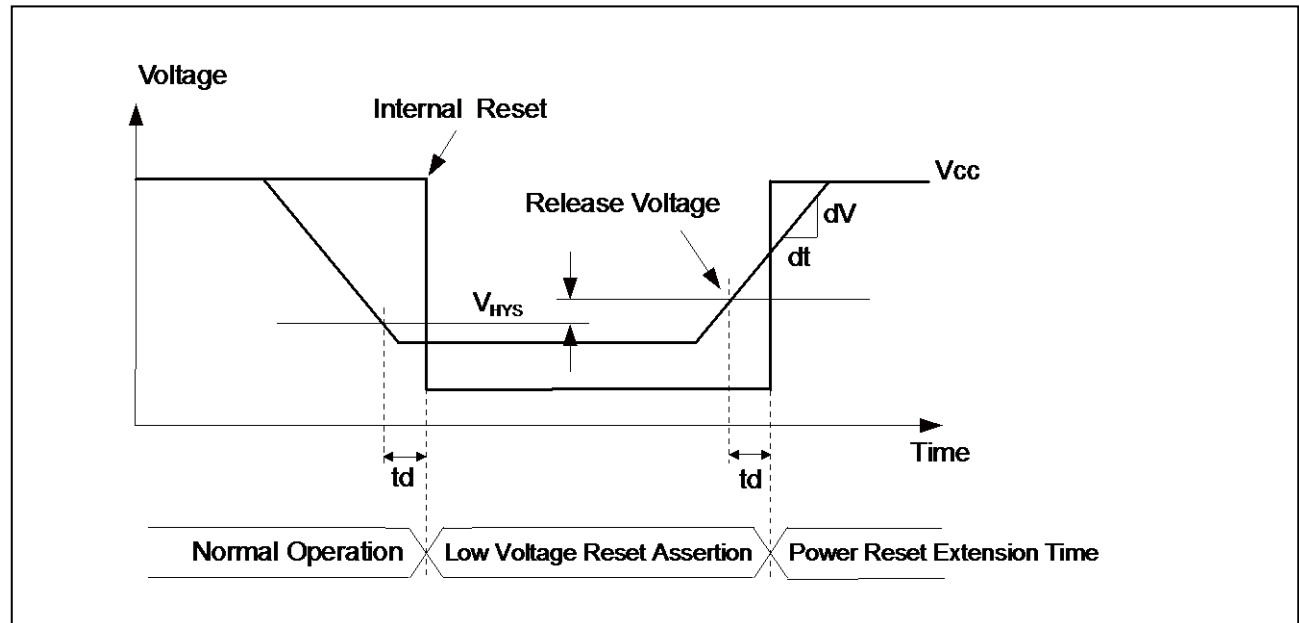 Voltage
Internal Reset
Vcc
Release Voltage
dV
dt
VHYS
Time
td
td
Normal Operation
Low Voltage Reset Assertion
Power Reset Extension Time